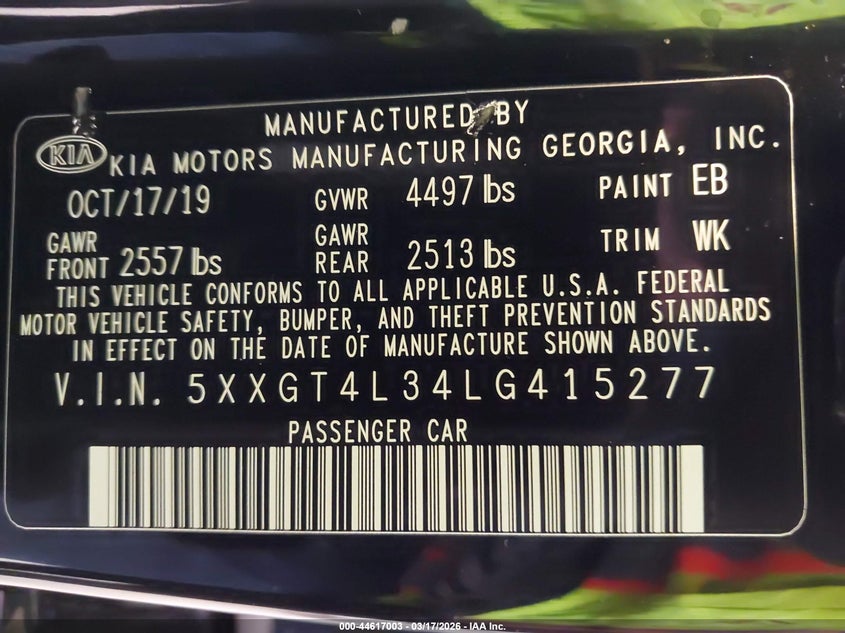 MANUFACTURED BY
KIA KIA MOTORS MANUFACTURING GEORGIA, INC.
OCT/17/19 GVWR 4497 lbs PAINT EB
GAWR FRONT 2557 lbs GAWR REAR 2513 lbs TRIM WK
THIS VEHICLE CONFORMS TO ALL APPLICABLE U.S.A. FEDERAL
MOTOR VEHICLE SAFETY, BUMPER, AND THEFT PREVENTION STANDARDS
IN EFFECT ON THE DATE OF MANUFACTURE SHOWN ABOVE.
V.I.N. 5XXGT4L34LG415277
PASSENGER CAR
000-44617003 — 03/17/2026 — IAA Inc.